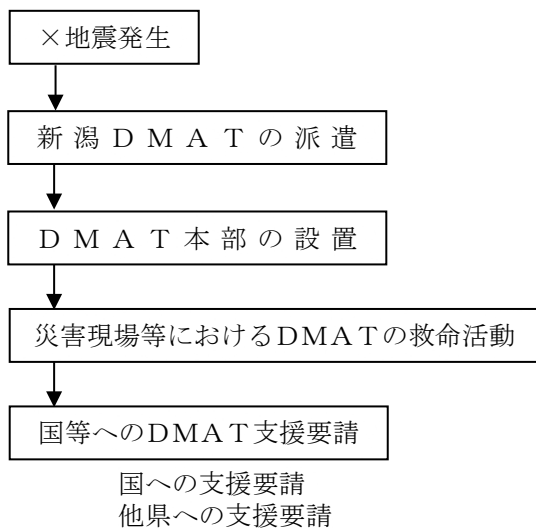 ×地震発生
新潟DMATの派遣
DMAT本部の設置
災害現場等におけるDMATの救命活動
国等へのDMAT支援要請
国への支援要請
他県への支援要請